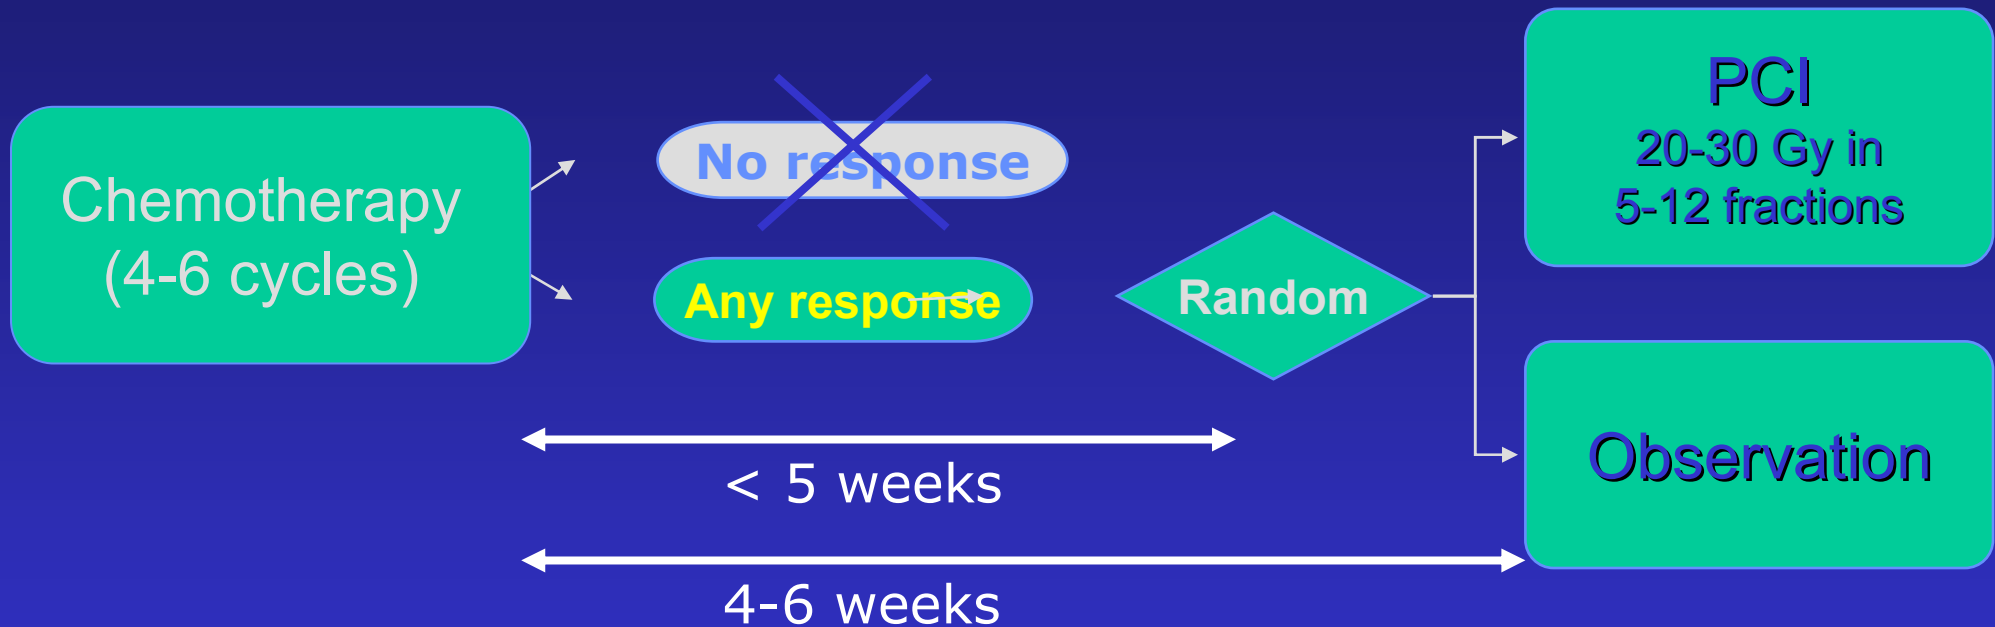 Chemotherapy
(4-6 cycles)
No response
Any response
Random
PCI
20-30 Gy in
5-12 fractions
Observation
< 5 weeks
4-6 weeks